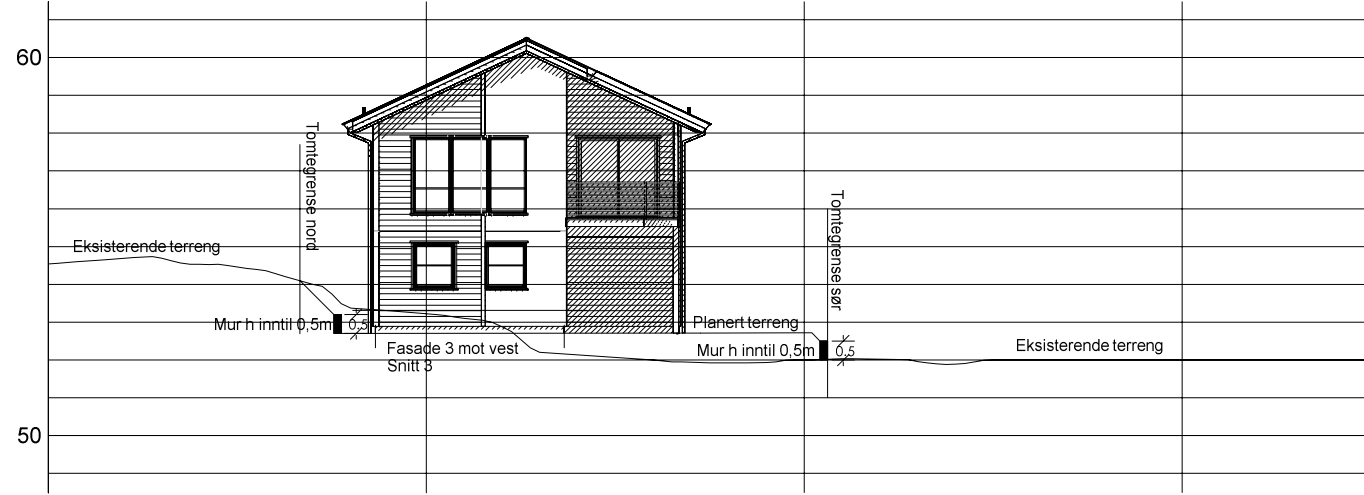 60
Tomtegrense nord
Tomtegrense sør
Eksisterende terreng
Mur h inntil 0,5m
0,5
Planert terreng
Fasade 3 mot vest
Snitt 3
Mur h inntil 0,5m
0,5
Eksisterende terreng
50